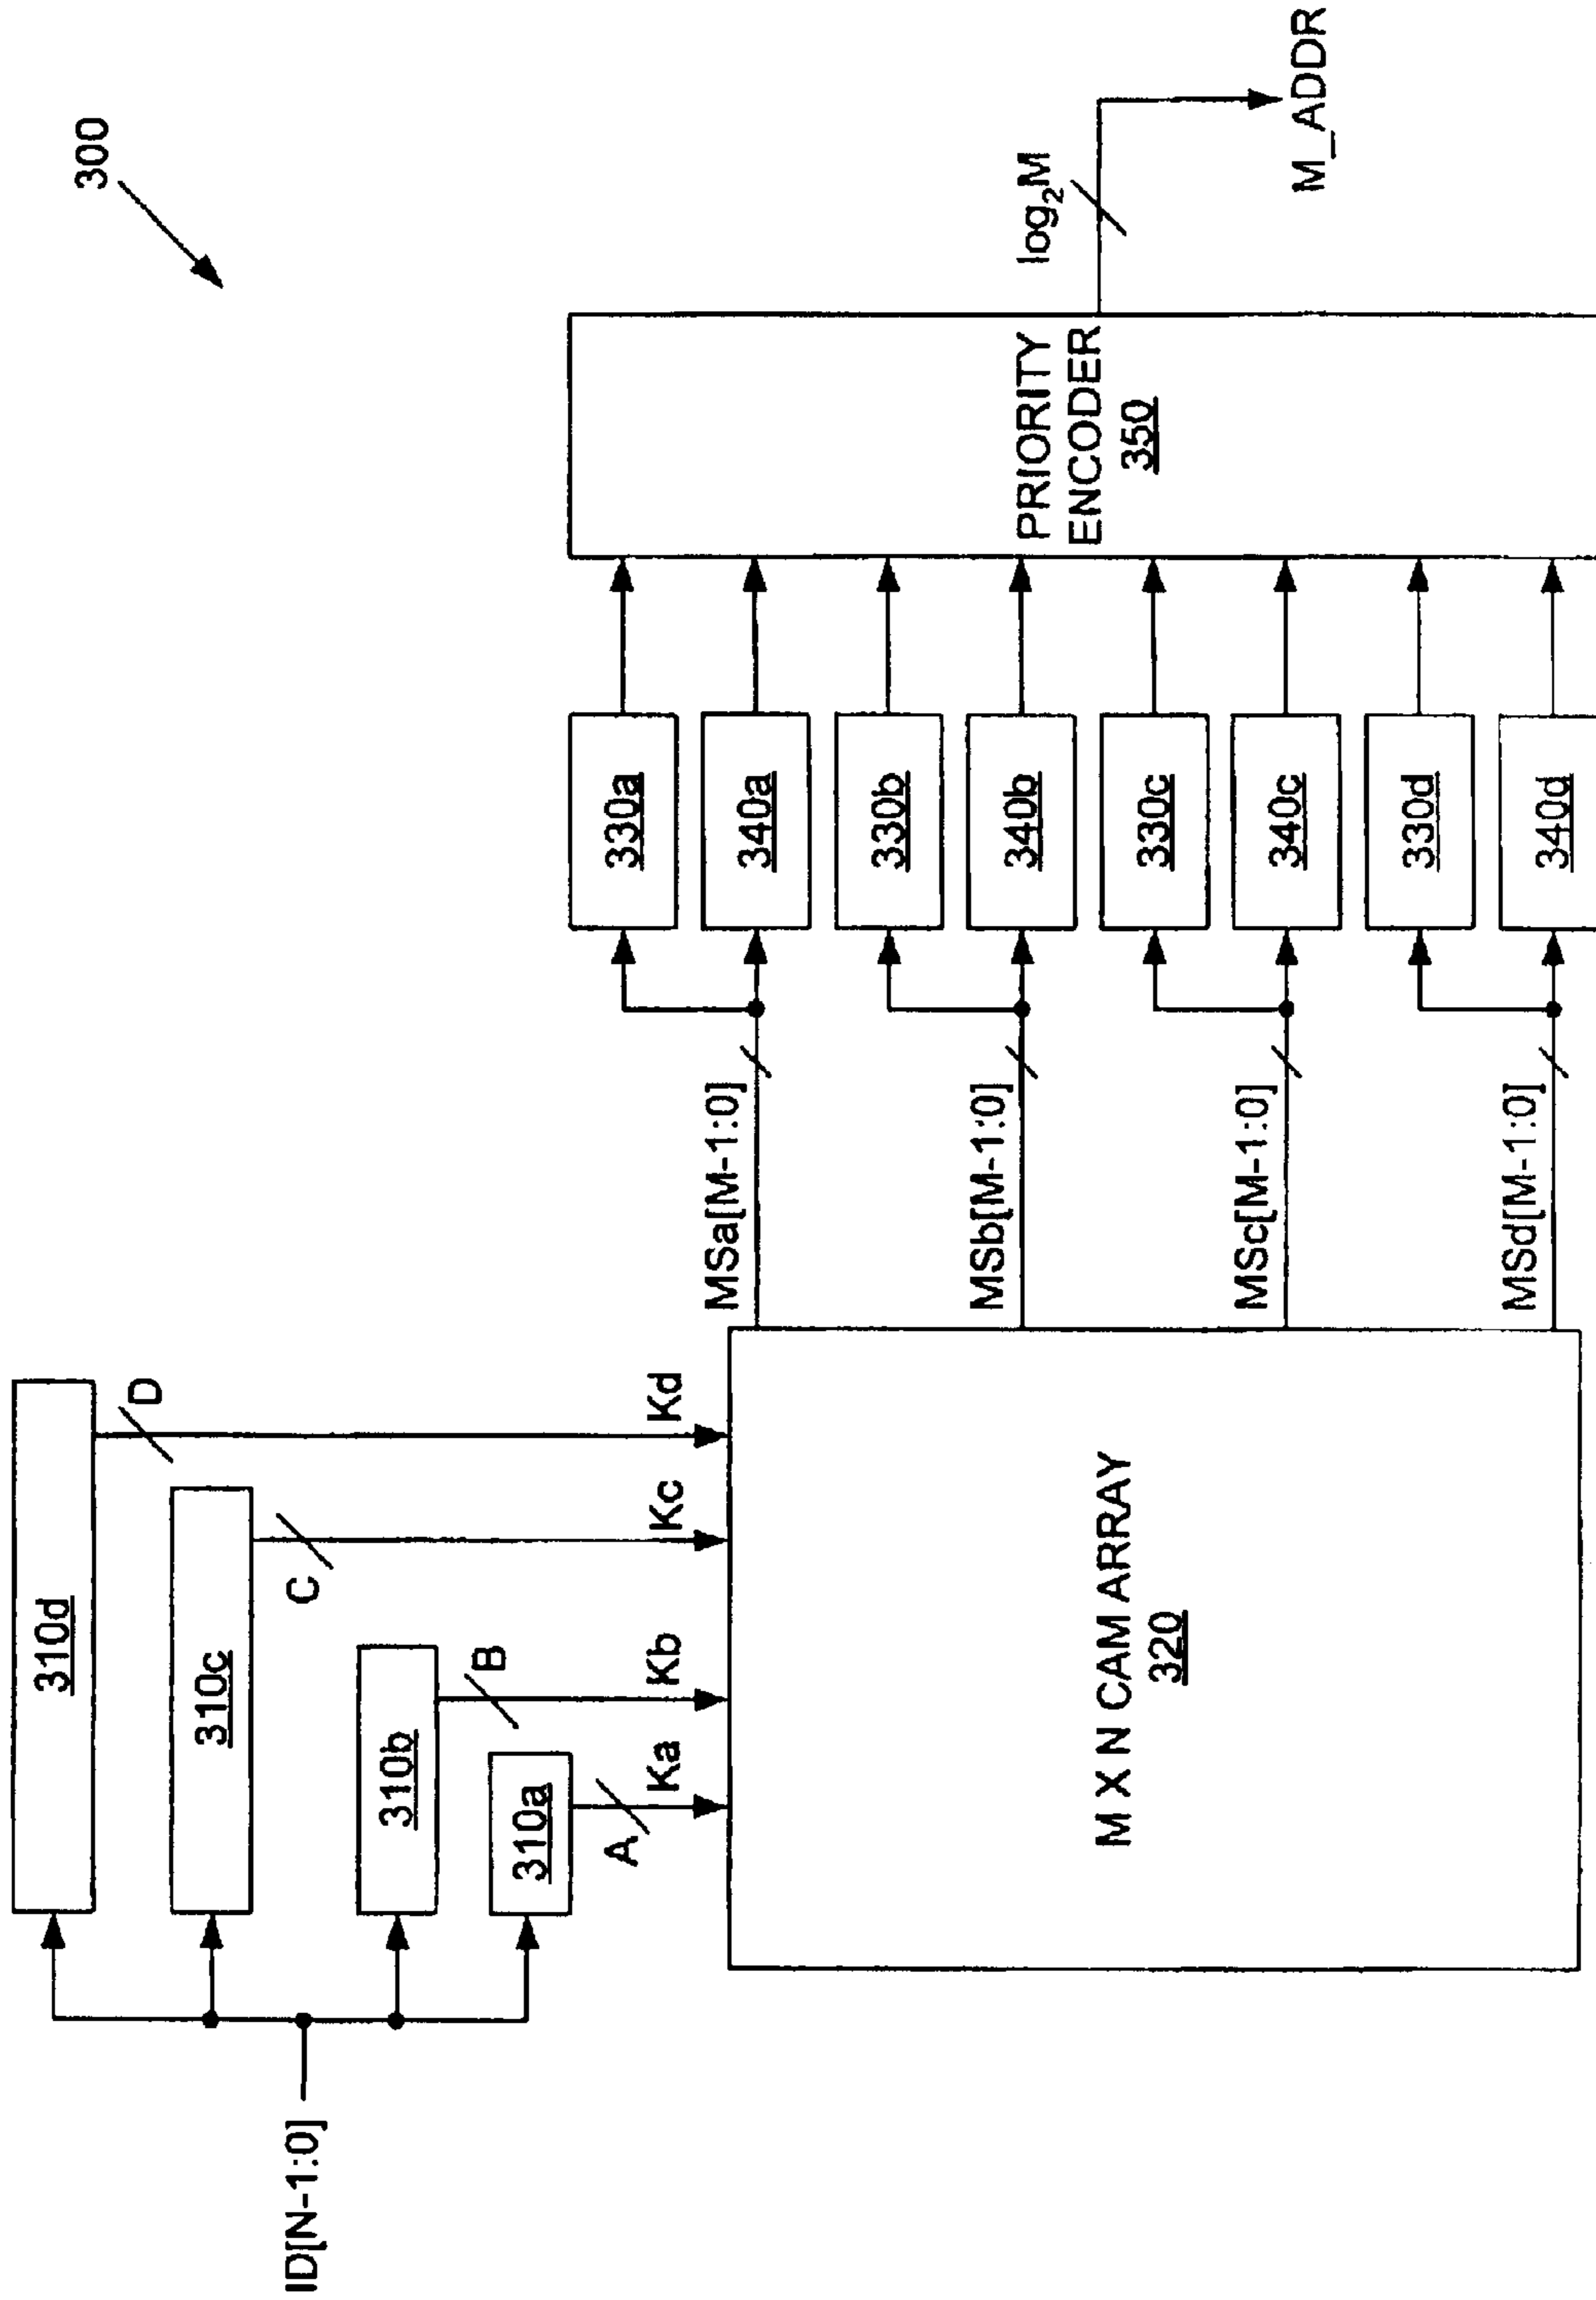 300
310d
D
310c
C
310b
B
310a
A
ID[N-1:0]
Ka
Kb
Kc
Kd
M X N CAM ARRAY
320
MSa[M-1:0]
MSb[M-1:0]
MSc[M-1:0]
MSd[M-1:0]
330a
340a
330b
340b
330c
340c
330d
340d
PRIORITY
ENCODER
350
log₂M
M_ADDR